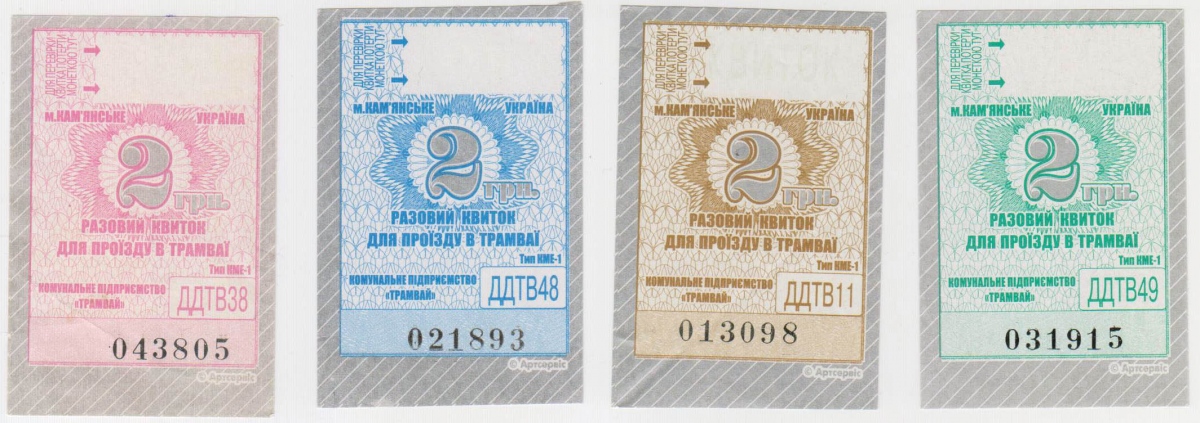 ДЛЯ ПЕРЕВІРКИ
КВИТКА ПОТЕРТИ
МОНЕТКОЮ ТУТ
м.КАМ'ЯНСЬКЕ УКРАЇНА
2 грн.
РАЗОВИЙ КВИТОК
ДЛЯ ПРОЇЗДУ В ТРАМВАЇ
Тип КМЕ-1
КОМУНАЛЬНЕ ПІДПРИЄМСТВО
«ТРАМВАЙ»
ДДТВ38
043805
© Артсервіс
ДЛЯ ПЕРЕВІРКИ
КВИТКА ПОТЕРТИ
МОНЕТКОЮ ТУТ
м.КАМ'ЯНСЬКЕ УКРАЇНА
2 грн.
РАЗОВИЙ КВИТОК
ДЛЯ ПРОЇЗДУ В ТРАМВАЇ
Тип КМЕ-1
КОМУНАЛЬНЕ ПІДПРИЄМСТВО
«ТРАМВАЙ»
ДДТВ48
021893
© Артсервіс
ДЛЯ ПЕРЕВІРКИ
КВИТКА ПОТЕРТИ
МОНЕТКОЮ ТУТ
м.КАМ'ЯНСЬКЕ УКРАЇНА
2 грн.
РАЗОВИЙ КВИТОК
ДЛЯ ПРОЇЗДУ В ТРАМВАЇ
Тип КМЕ-1
КОМУНАЛЬНЕ ПІДПРИЄМСТВО
«ТРАМВАЙ»
ДДТВ11
013098
© Артсервіс
ДЛЯ ПЕРЕВІРКИ
КВИТКА ПОТЕРТИ
МОНЕТКОЮ ТУТ
м.КАМ'ЯНСЬКЕ УКРАЇНА
2 грн.
РАЗОВИЙ КВИТОК
ДЛЯ ПРОЇЗДУ В ТРАМВАЇ
Тип КМЕ-1
КОМУНАЛЬНЕ ПІДПРИЄМСТВО
«ТРАМВАЙ»
ДДТВ49
031915
© Артсервіс